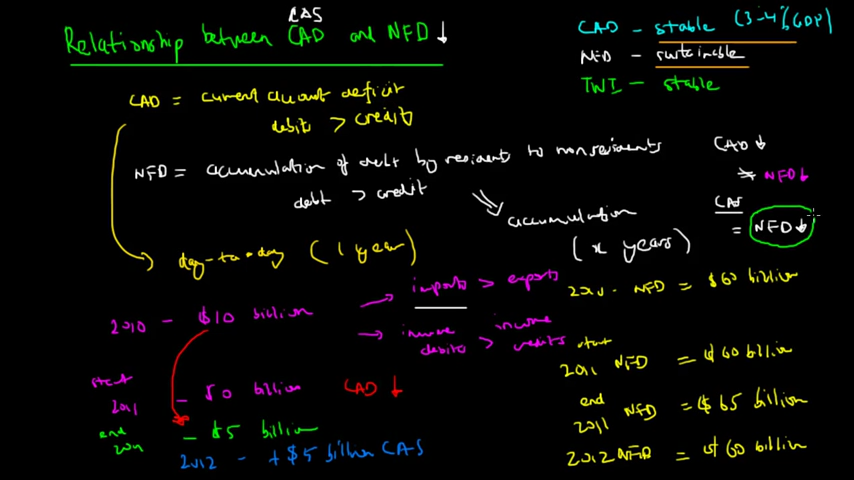 CAS
Relationship between CAD and NFD ↓
CAD - stable (3-4% GDP)
NFD - sustainable
TWI - stable
CAD = current account deficit
debits > credits
NFD = accumulation of debt by residents to nonresidents
debt > credit
accumulation
(x years)
CAD ↓
≠ NFD ↓
CAS
= NFD ↓
day-to-day (1 year)
2010 - $10 billion
→ imports > exports
→ income debits > income credits
start 2011 - $0 billion
CAD ↓
end 2011 - $5 billion
2012 - +$5 billion CAS
2010 - NFD = $60 billion
start 2011 NFD = $60 billion
end 2011 NFD = $65 billion
2012 NFD = $60 billion